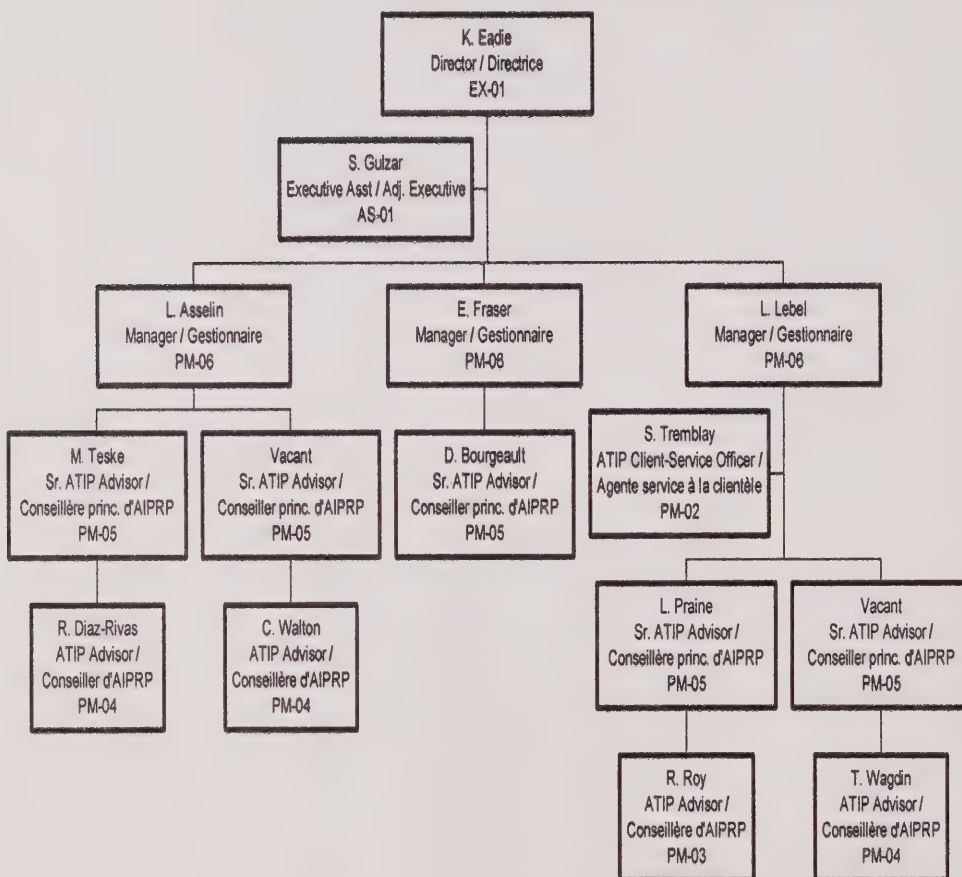 K. Eadie
Director / Directrice
EX-01
S. Gulzar
Executive Asst / Adj. Executive
AS-01
L. Asselin
Manager / Gestionnaire
PM-06
E. Fraser
Manager / Gestionnaire
PM-06
L. Lebel
Manager / Gestionnaire
PM-06
M. Teske
Sr. ATIP Advisor /
Conseillère princ. d'AIPRP
PM-05
Vacant
Sr. ATIP Advisor /
Conseiller princ. d'AIPRP
PM-05
D. Bourgeault
Sr. ATIP Advisor /
Conseiller princ. d'AIPRP
PM-05
S. Tremblay
ATIP Client-Service Officer /
Agente service à la clientèle
PM-02
R. Diaz-Rivas
ATIP Advisor /
Conseiller d'AIPRP
PM-04
C. Walton
ATIP Advisor /
Conseillère d'AIPRP
PM-04
L. Praine
Sr. ATIP Advisor /
Conseillère princ. d'AIPRP
PM-05
Vacant
Sr. ATIP Advisor /
Conseiller princ. d'AIPRP
PM-05
R. Roy
ATIP Advisor /
Conseillère d'AIPRP
PM-03
T. Wagdin
ATIP Advisor /
Conseillère d'AIPRP
PM-04